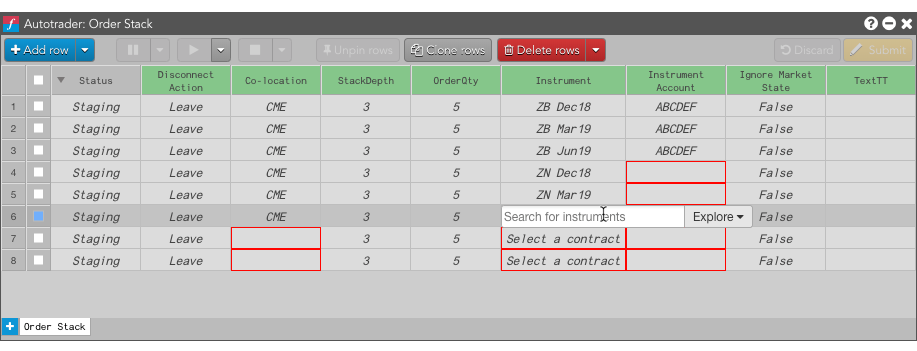 Autotrader: Order Stack
Add row
Unpin rows
Clone rows
Delete rows
Discard
Submit
Status Disconnect Action Co-location StackDepth OrderQty Instrument Instrument Account Ignore Market State TextTT
1 Staging Leave CME 3 5 ZB Dec18 ABCDEF False
2 Staging Leave CME 3 5 ZB Mar19 ABCDEF False
3 Staging Leave CME 3 5 ZB Jun19 ABCDEF False
4 Staging Leave CME 3 5 ZN Dec18 False
5 Staging Leave CME 3 5 ZN Mar19 False
6 Staging Leave CME 3 5 Search for instruments Explore False
7 Staging Leave 3 5 Select a contract False
8 Staging Leave 3 5 Select a contract False
Order Stack